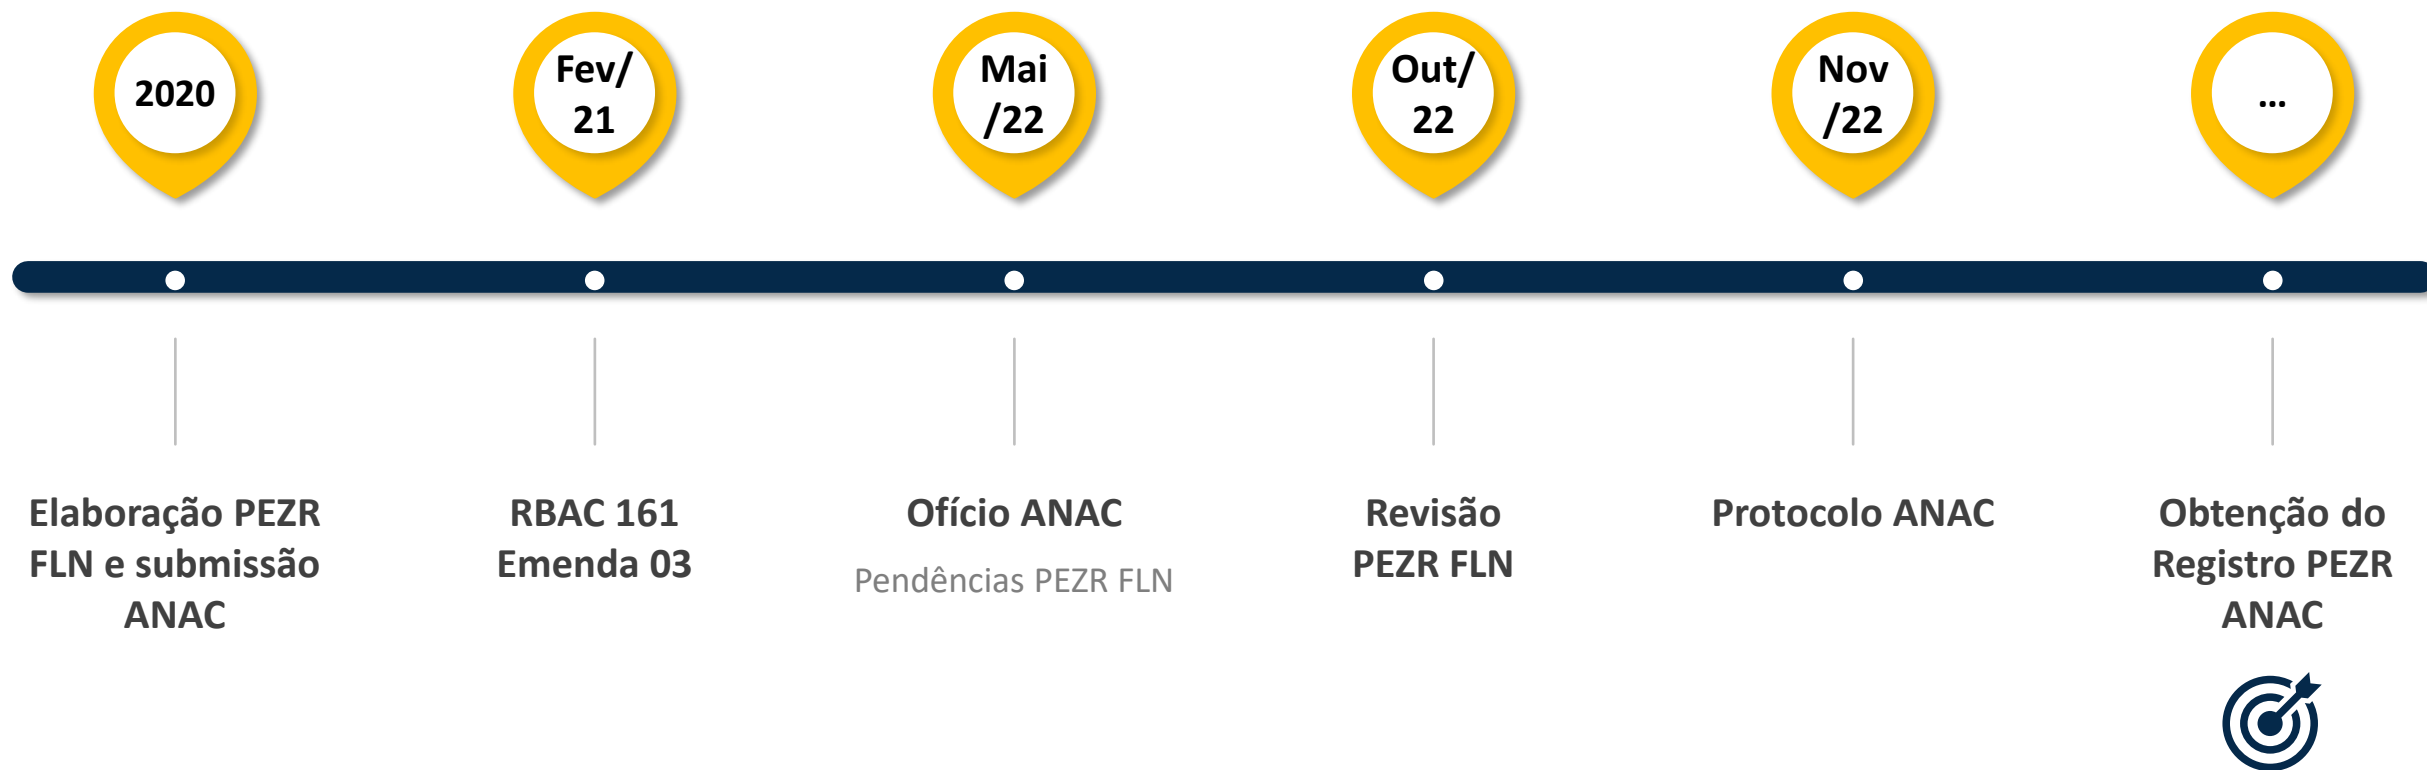 2020
Fev/
21
Mai
/22
Out/
22
Nov
/22
...
Elaboração PEZR
FLN e submissão
ANAC
RBAC 161
Emenda 03
Ofício ANAC
Pendências PEZR FLN
Revisão
PEZR FLN
Protocolo ANAC
Obtenção do
Registro PEZR
ANAC